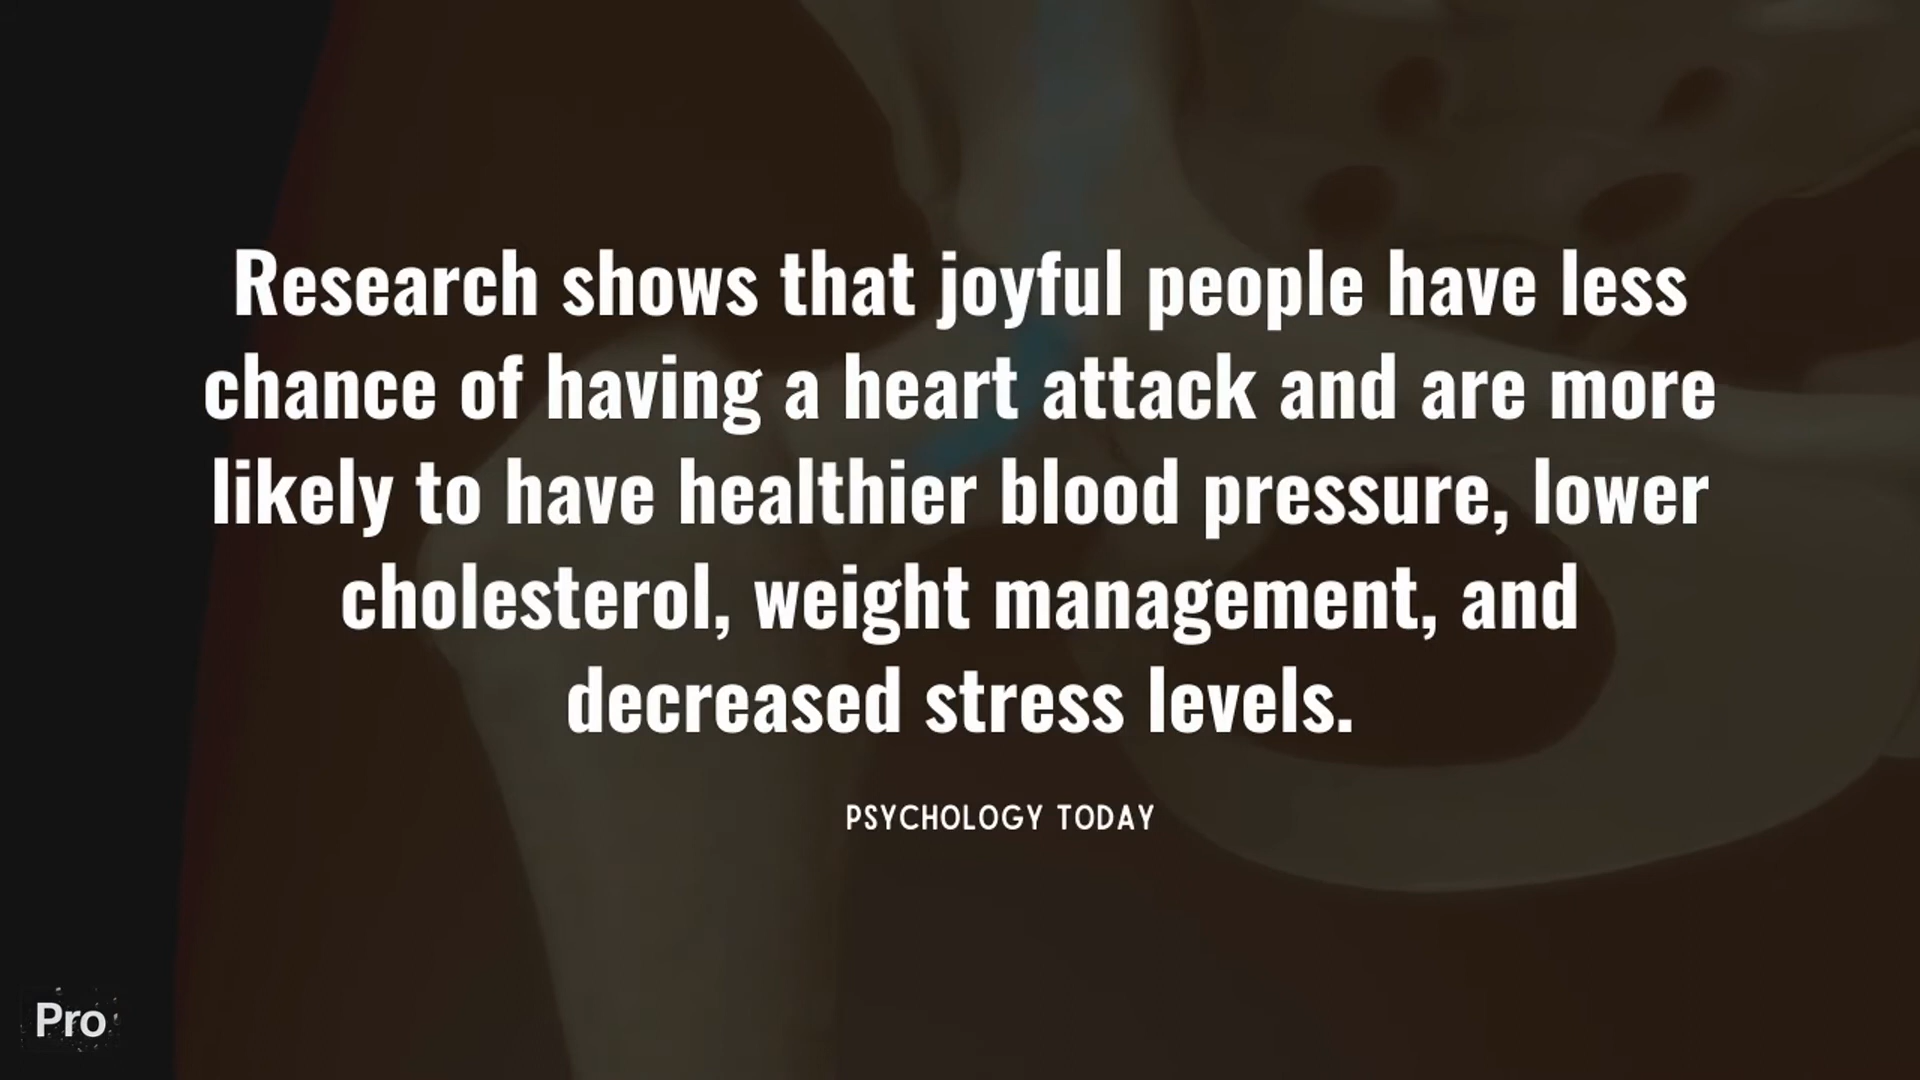 Research shows that joyful people have less
chance of having a heart attack and are more
likely to have healthier blood pressure, lower
cholesterol, weight management, and
decreased stress levels.
PSYCHOLOGY TODAY
Pro